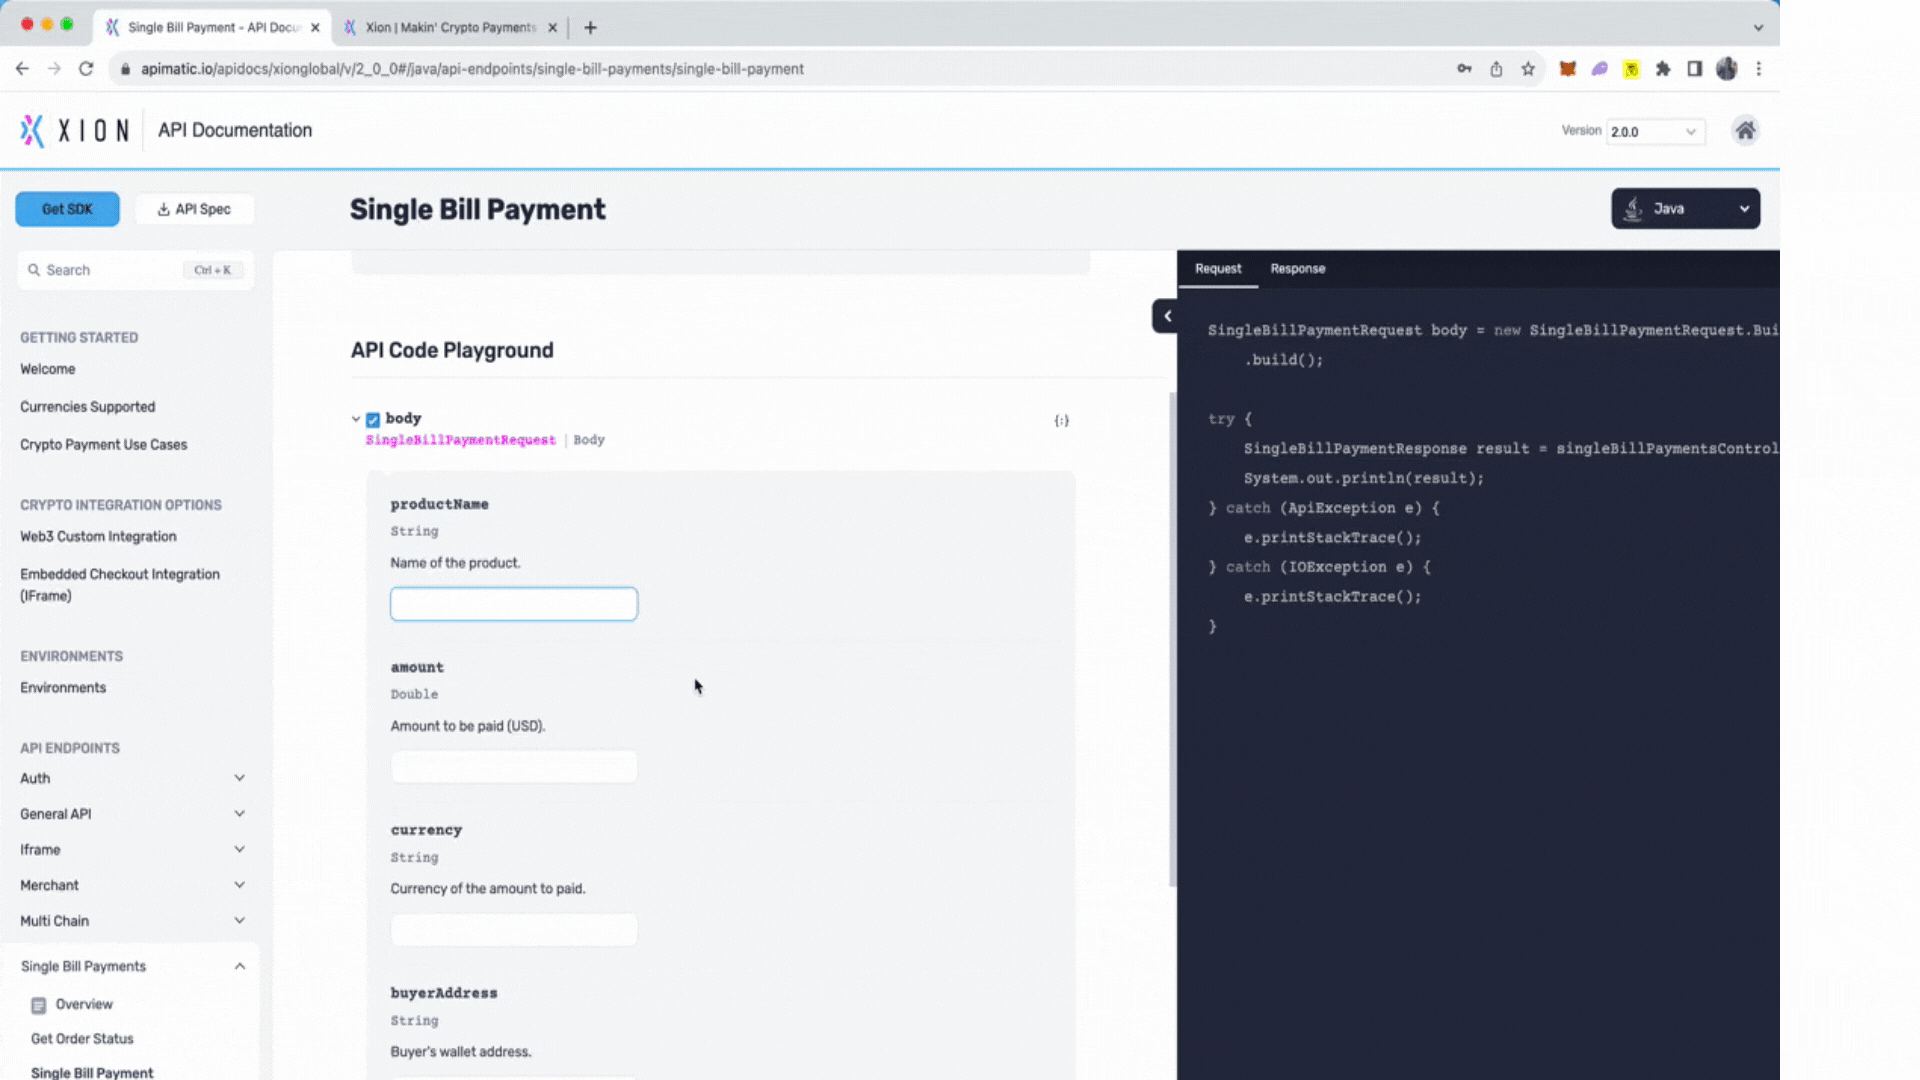 Single Bill Payment - API Docu
Xion | Makin' Crypto Payments
apimatic.io/apidocs/xionglobal/v/2_0_0#/java/api-endpoints/single-bill-payments/single-bill-payment
XION
API Documentation
Version
2.0.0
Get SDK
API Spec
Single Bill Payment
Java
Search
Ctrl + K
Request
Response
GETTING STARTED
Welcome
Currencies Supported
Crypto Payment Use Cases
CRYPTO INTEGRATION OPTIONS
Web3 Custom Integration
Embedded Checkout Integration
(IFrame)
ENVIRONMENTS
Environments
API ENDPOINTS
Auth
General API
Iframe
Merchant
Multi Chain
Single Bill Payments
Overview
Get Order Status
Single Bill Payment
API Code Playground
body
{:}
SingleBillPaymentRequest | Body
productName
String
Name of the product.
amount
Double
Amount to be paid (USD).
currency
String
Currency of the amount to paid.
buyerAddress
String
Buyer's wallet address.
SingleBillPaymentRequest body = new SingleBillPaymentRequest.Bui
.build();
try {
SingleBillPaymentResponse result = singleBillPaymentsControl
System.out.println(result);
} catch (ApiException e) {
e.printStackTrace();
} catch (IOException e) {
e.printStackTrace();
}